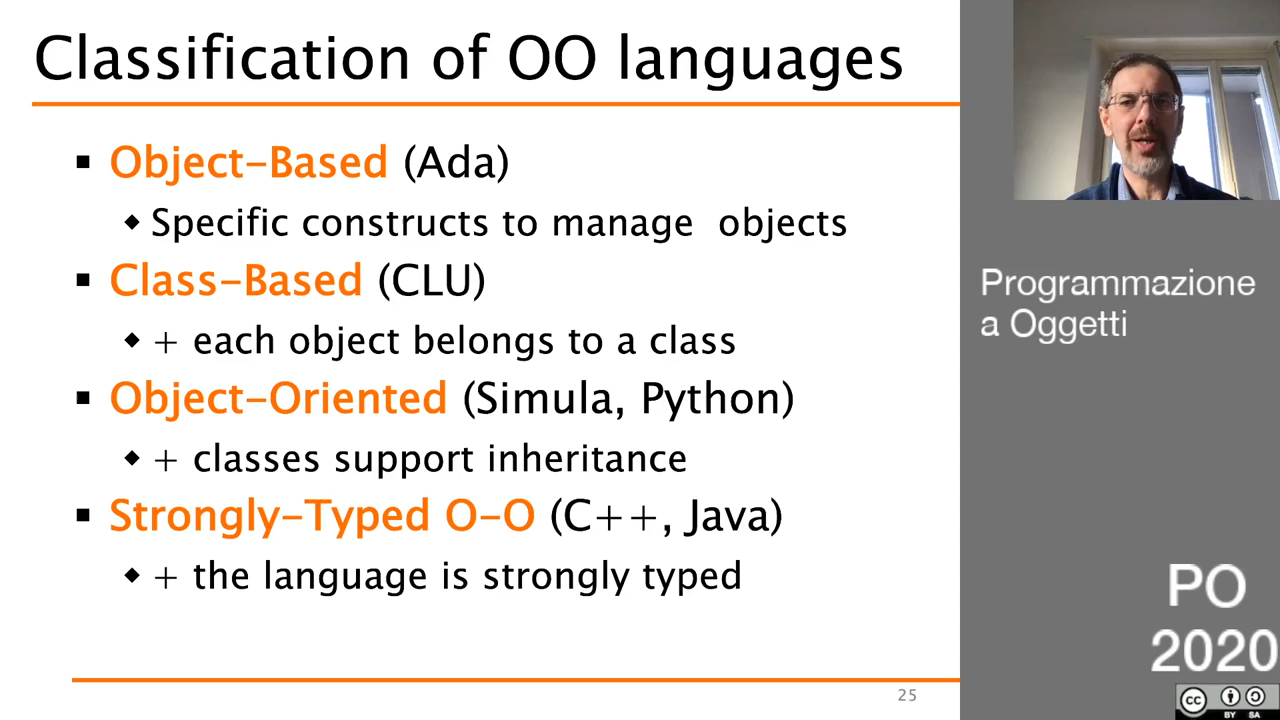 Classification of OO languages
▪ Object-Based (Ada)
◆ Specific constructs to manage objects
▪ Class-Based (CLU)
◆ + each object belongs to a class
▪ Object-Oriented (Simula, Python)
◆ + classes support inheritance
▪ Strongly-Typed O-O (C++, Java)
◆ + the language is strongly typed
25
Programmazione
a Oggetti
PO
2020
cc
BY SA